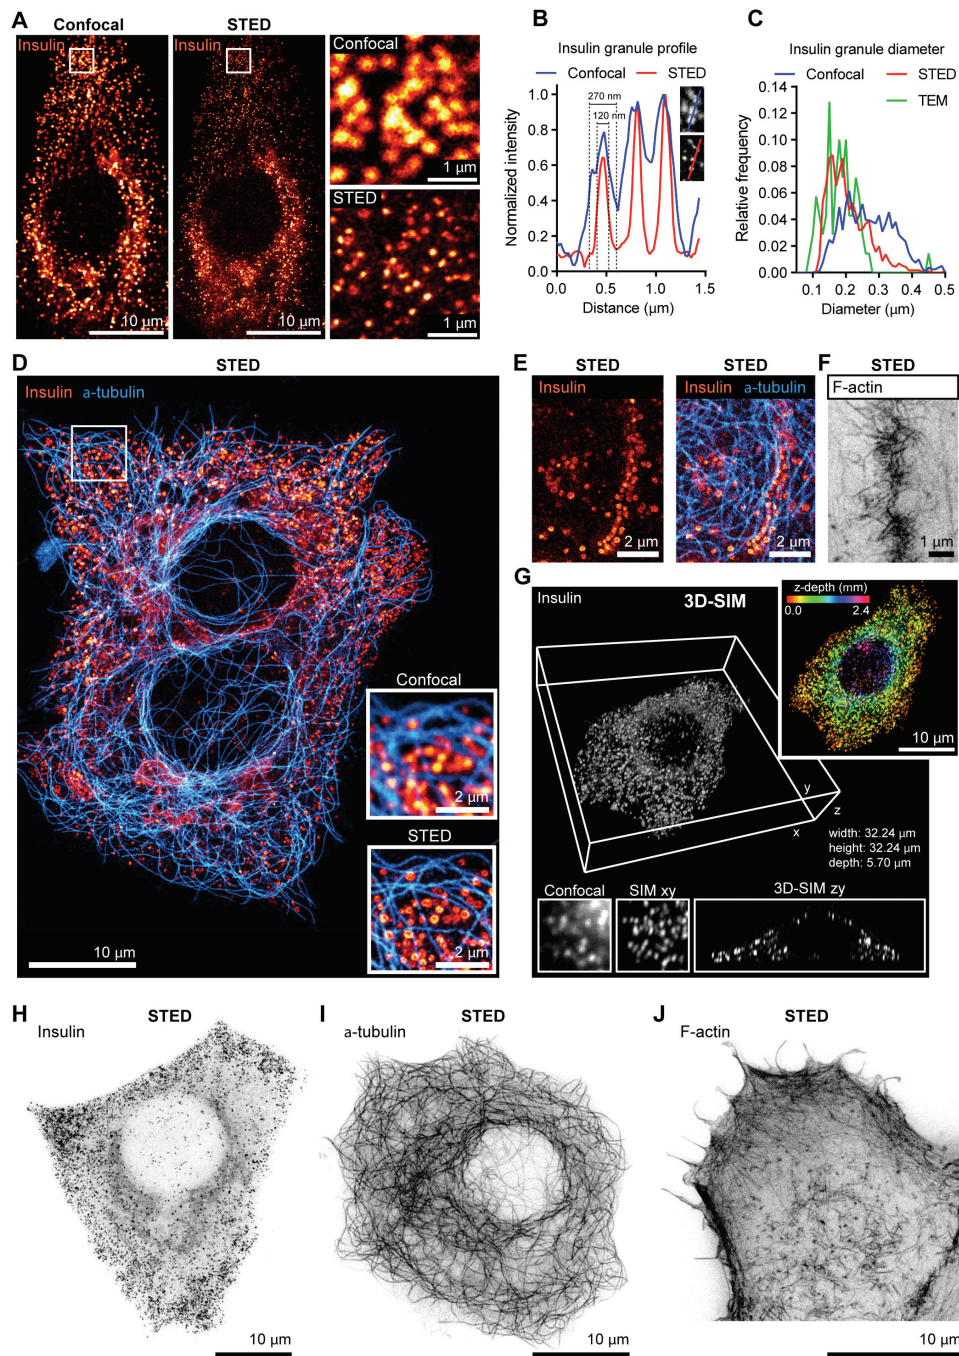 A
Confocal
STED
Insulin
Insulin
Confocal
1 µm
STED
1 µm
10 µm
10 µm
B
Insulin granule profile
Confocal
STED
270 nm
120 nm
Normalized intensity
1.0
0.8
0.6
0.4
0.2
0.0
0.0
0.5
1.0
1.5
Distance (µm)
C
Insulin granule diameter
Confocal
STED
TEM
Relative frequency
0.14
0.12
0.10
0.08
0.06
0.04
0.02
0.00
0.1
0.2
0.3
0.4
0.5
Diameter (µm)
D
STED
Insulin a-tubulin
Confocal
2 µm
STED
2 µm
10 µm
E
STED
STED
Insulin
Insulin a-tubulin
2 µm
2 µm
F
STED
F-actin
1 µm
G
Insulin
3D-SIM
z-depth (mm)
0.0
2.4
10 µm
y
z
x
width: 32.24 µm
height: 32.24 µm
depth: 5.70 µm
Confocal
SIM xy
3D-SIM zy
H
STED
Insulin
10 µm
I
STED
a-tubulin
10 µm
J
STED
F-actin
10 µm